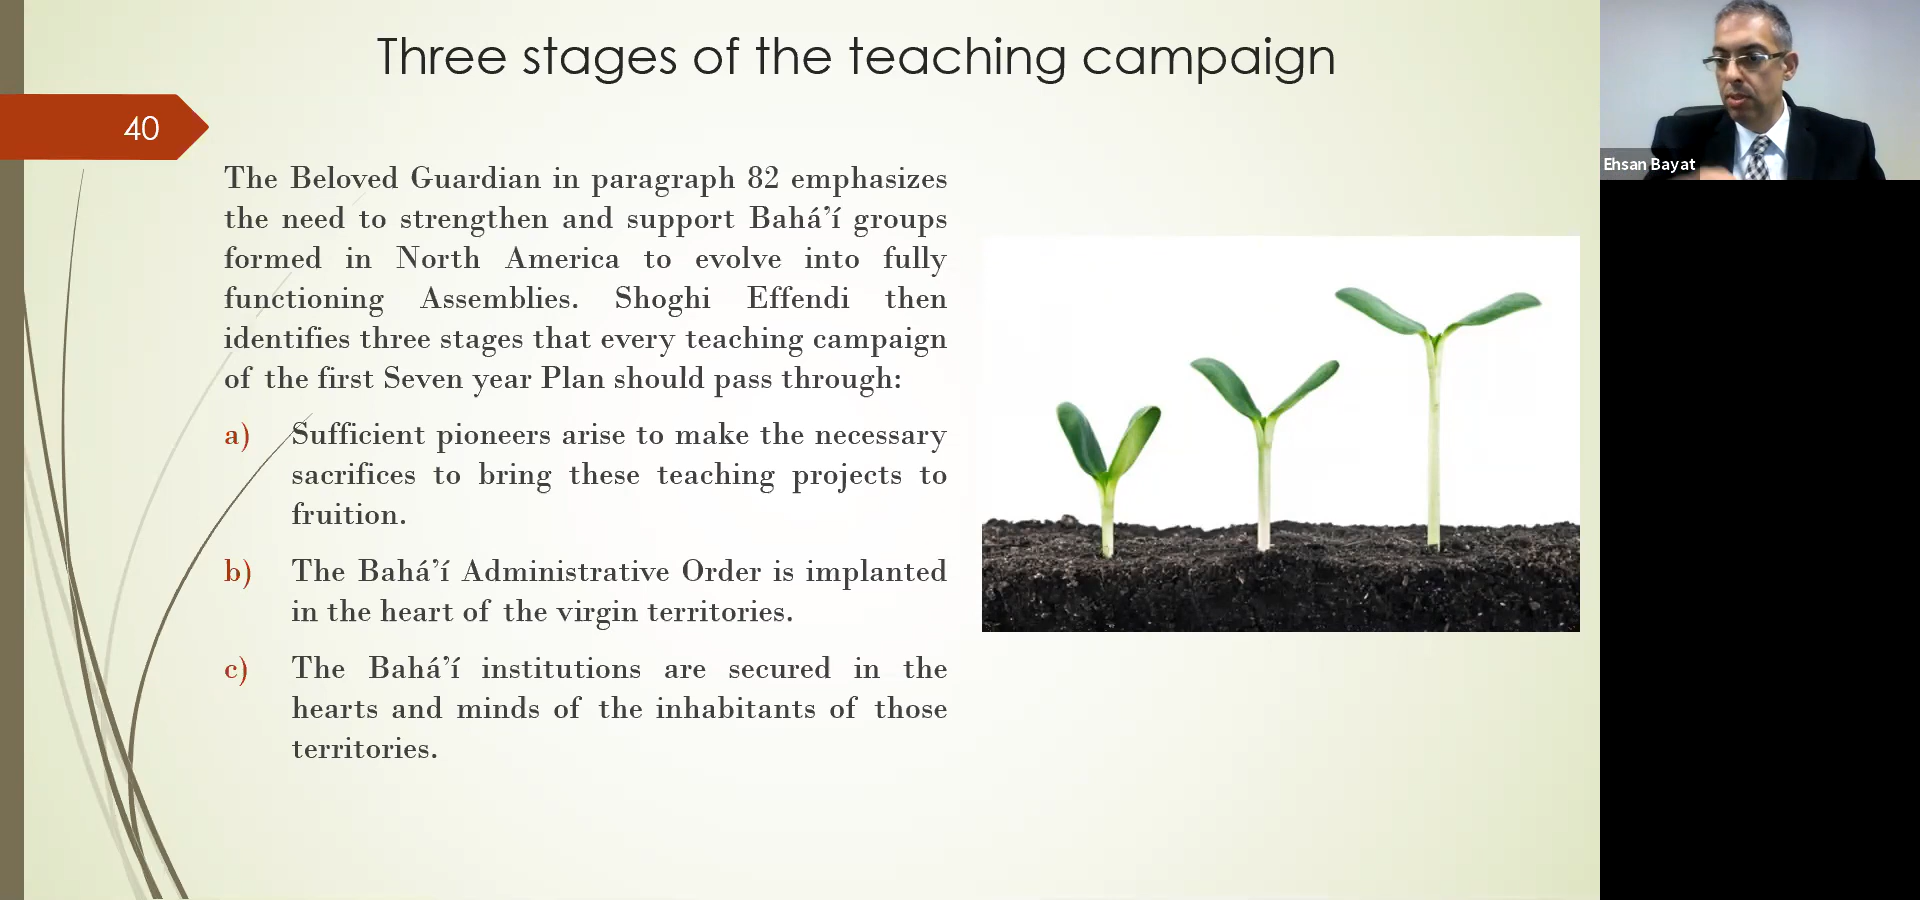 Three stages of the teaching campaign
40
The Beloved Guardian in paragraph 82 emphasizes
the need to strengthen and support Bahá’í groups
formed in North America to evolve into fully
functioning Assemblies. Shoghi Effendi then
identifies three stages that every teaching campaign
of the first Seven year Plan should pass through:
a) Sufficient pioneers arise to make the necessary
sacrifices to bring these teaching projects to
fruition.
b) The Bahá’í Administrative Order is implanted
in the heart of the virgin territories.
c) The Bahá’í institutions are secured in the
hearts and minds of the inhabitants of those
territories.
Ehsan Bayat